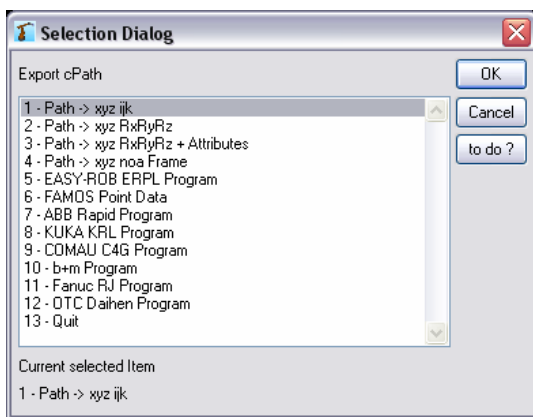 Selection Dialog
Export cPath
OK
1 - Path -> xyz ijk
Cancel
2 - Path -> xyz RxRyRz
3 - Path -> xyz RxRyRz + Attributes
to do ?
4 - Path -> xyz noa Frame
5 - EASY-ROB ERPL Program
6 - FAMOS Point Data
7 - ABB Rapid Program
8 - KUKA KRL Program
9 - COMAU C4G Program
10 - b+m Program
11 - Fanuc RJ Program
12 - OTC Daihen Program
13 - Quit
Current selected Item
1 - Path -> xyz ijk